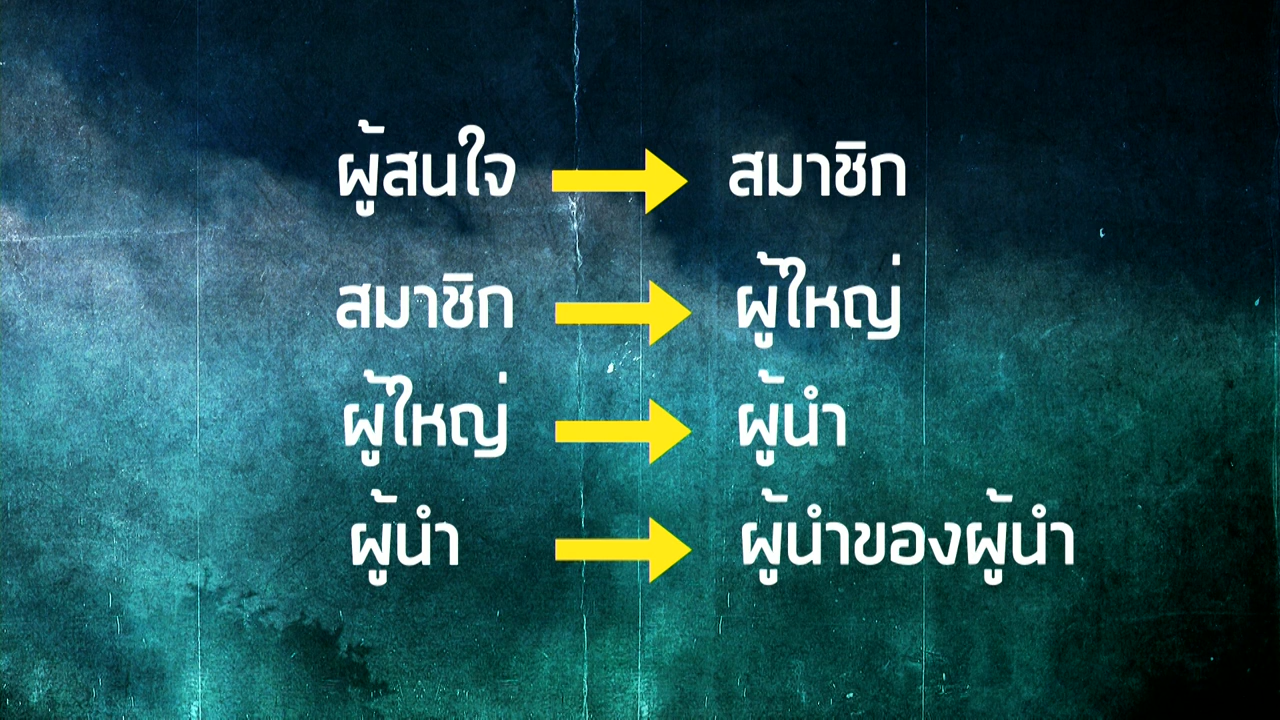 ผู้สนใจ สมาชิก
สมาชิก ผู้ใหญ่
ผู้ใหญ่ ผู้นำ
ผู้นำ ผู้นำของผู้นำ